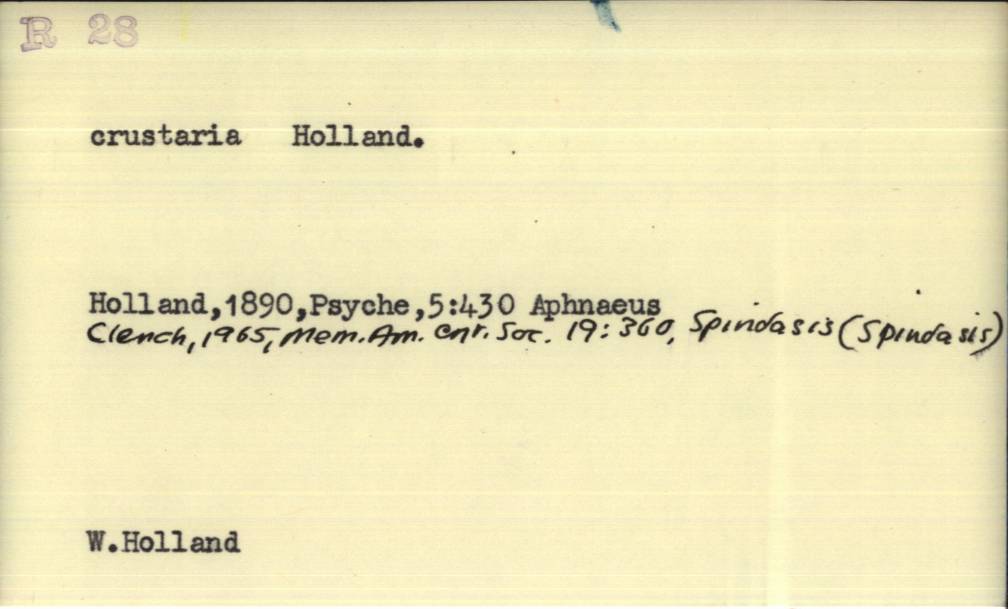 R 28
crustaria Holland.
Holland,1890,Psyche,5:430 Aphnaeus
Clench, 1965, Mem. Am. Ent. Soc. 19: 360, Spindasis (Spindasis)
W.Holland